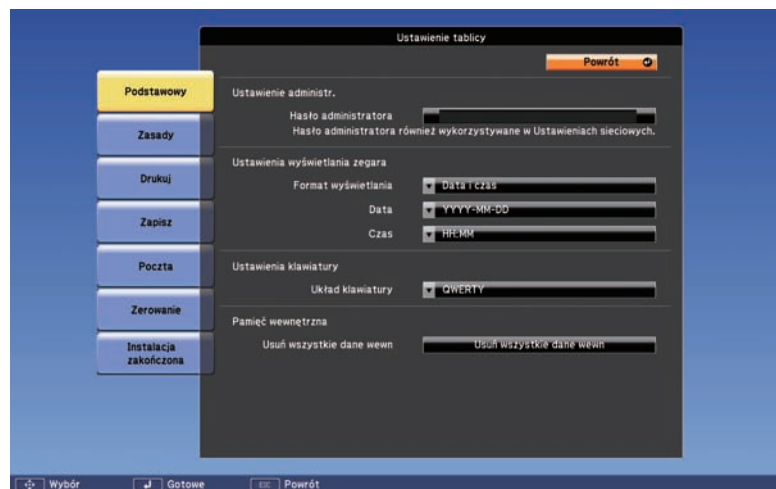 Ustawienie tablicy
Powrót
Podstawowy
Zasady
Drukuj
Zapisz
Poczta
Zerowanie
Instalacja
zakończona
Ustawienie administr.
Hasło administratora
Hasło administratora również wykorzystywane w Ustawieniach sieciowych.
Ustawienia wyświetlania zegara
Format wyświetlania Data i czas
Data YYYY-MM-DD
Czas HH:MM
Ustawienia klawiatury
Układ klawiatury QWERTY
Pamięć wewnętrzna
Usuń wszystkie dane wewn Usuń wszystkie dane wewn
Wybór Gotowe Esc Powrót